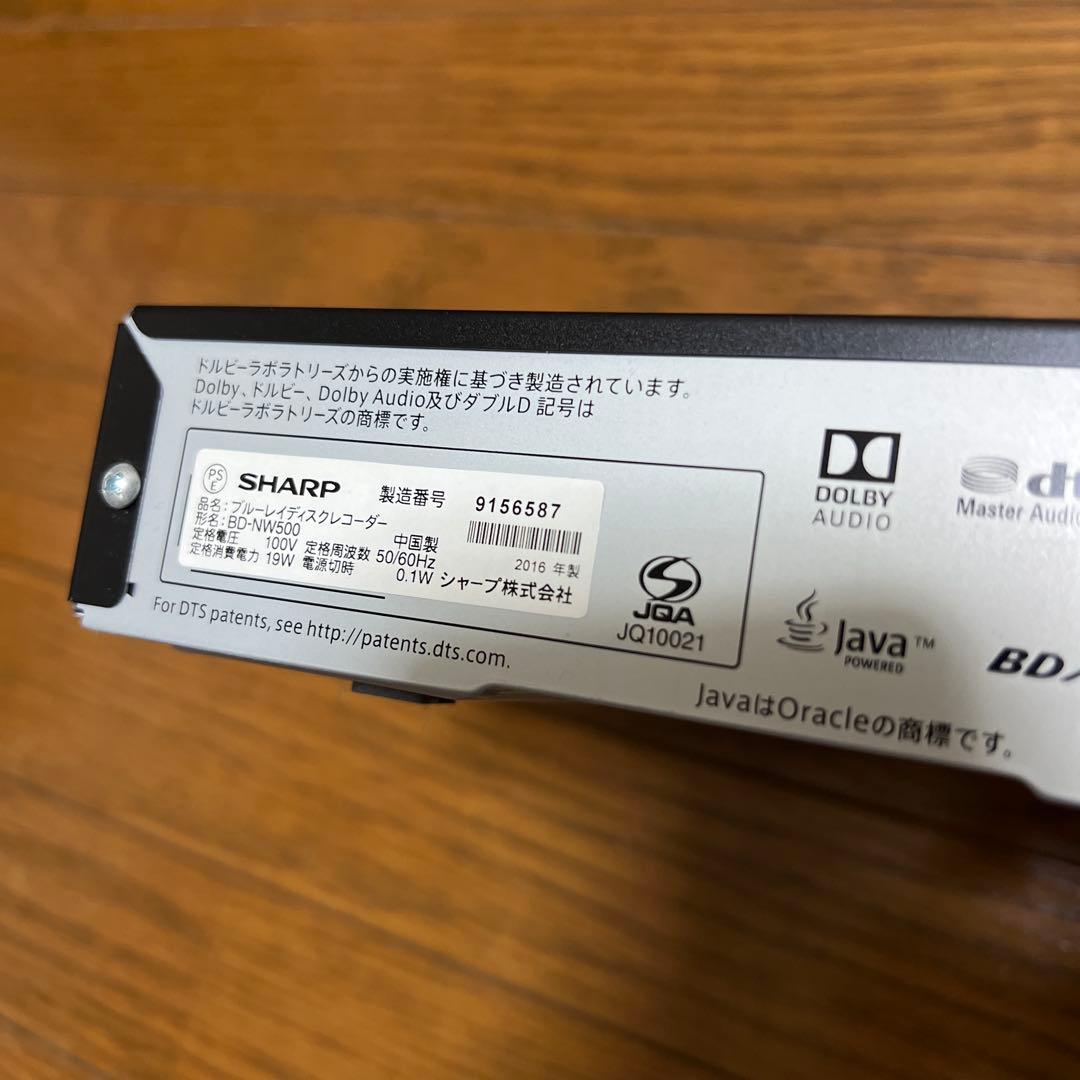 ドルビーラボラトリーズからの実施権に基づき製造されています。
Dolby、ドルビー、Dolby Audio及びダブルD 記号は
ドルビーラボラトリーズの商標です。
PS
E
SHARP 製造番号 9156587
品名:ブルーレイディスクレコーダー
形名:BD-NW500 中国製
定格電圧 100V 定格周波数 50/60Hz 2016 年製
定格消費電力 19W 電源切時 0.1W シャープ株式会社
JQA
JQ10021
For DTS patents, see http://patents.dts.com.
DOLBY
AUDIO
Master Audio
Java™
POWERED
BD
JavaはOracleの商標です。